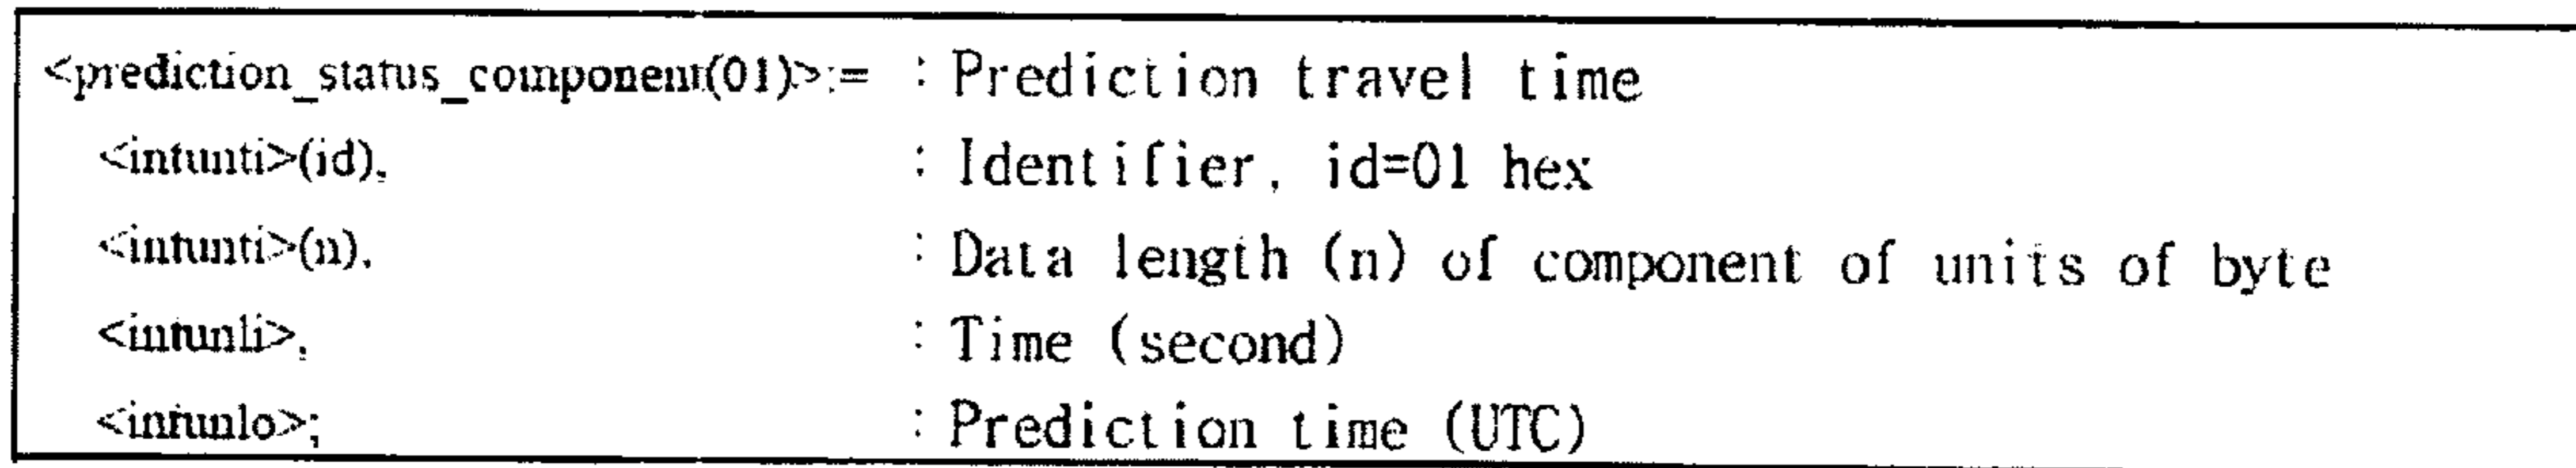 <prediction_status_component(01)>:= : Prediction travel time
<intunti>(id), : Identifier, id=01 hex
<intunti>(n), : Data length (n) of component of units of byte
<intunli>, : Time (second)
<intunlo>; : Prediction time (UTC)